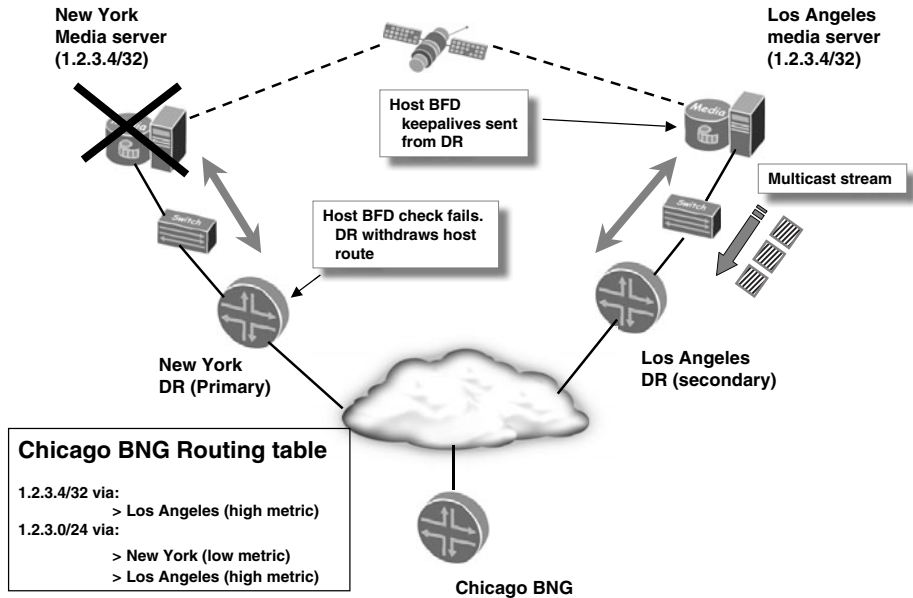 New York
Media server
(1.2.3.4/32)
Los Angeles
media server
(1.2.3.4/32)
Host BFD
keepalives sent
from DR
Media
Multicast stream
Switch
Switch
Host BFD check fails.
DR withdraws host
route
New York
DR (Primary)
Los Angeles
DR (secondary)
Chicago BNG Routing table
1.2.3.4/32 via:
> Los Angeles (high metric)
1.2.3.0/24 via:
> New York (low metric)
> Los Angeles (high metric)
Chicago BNG